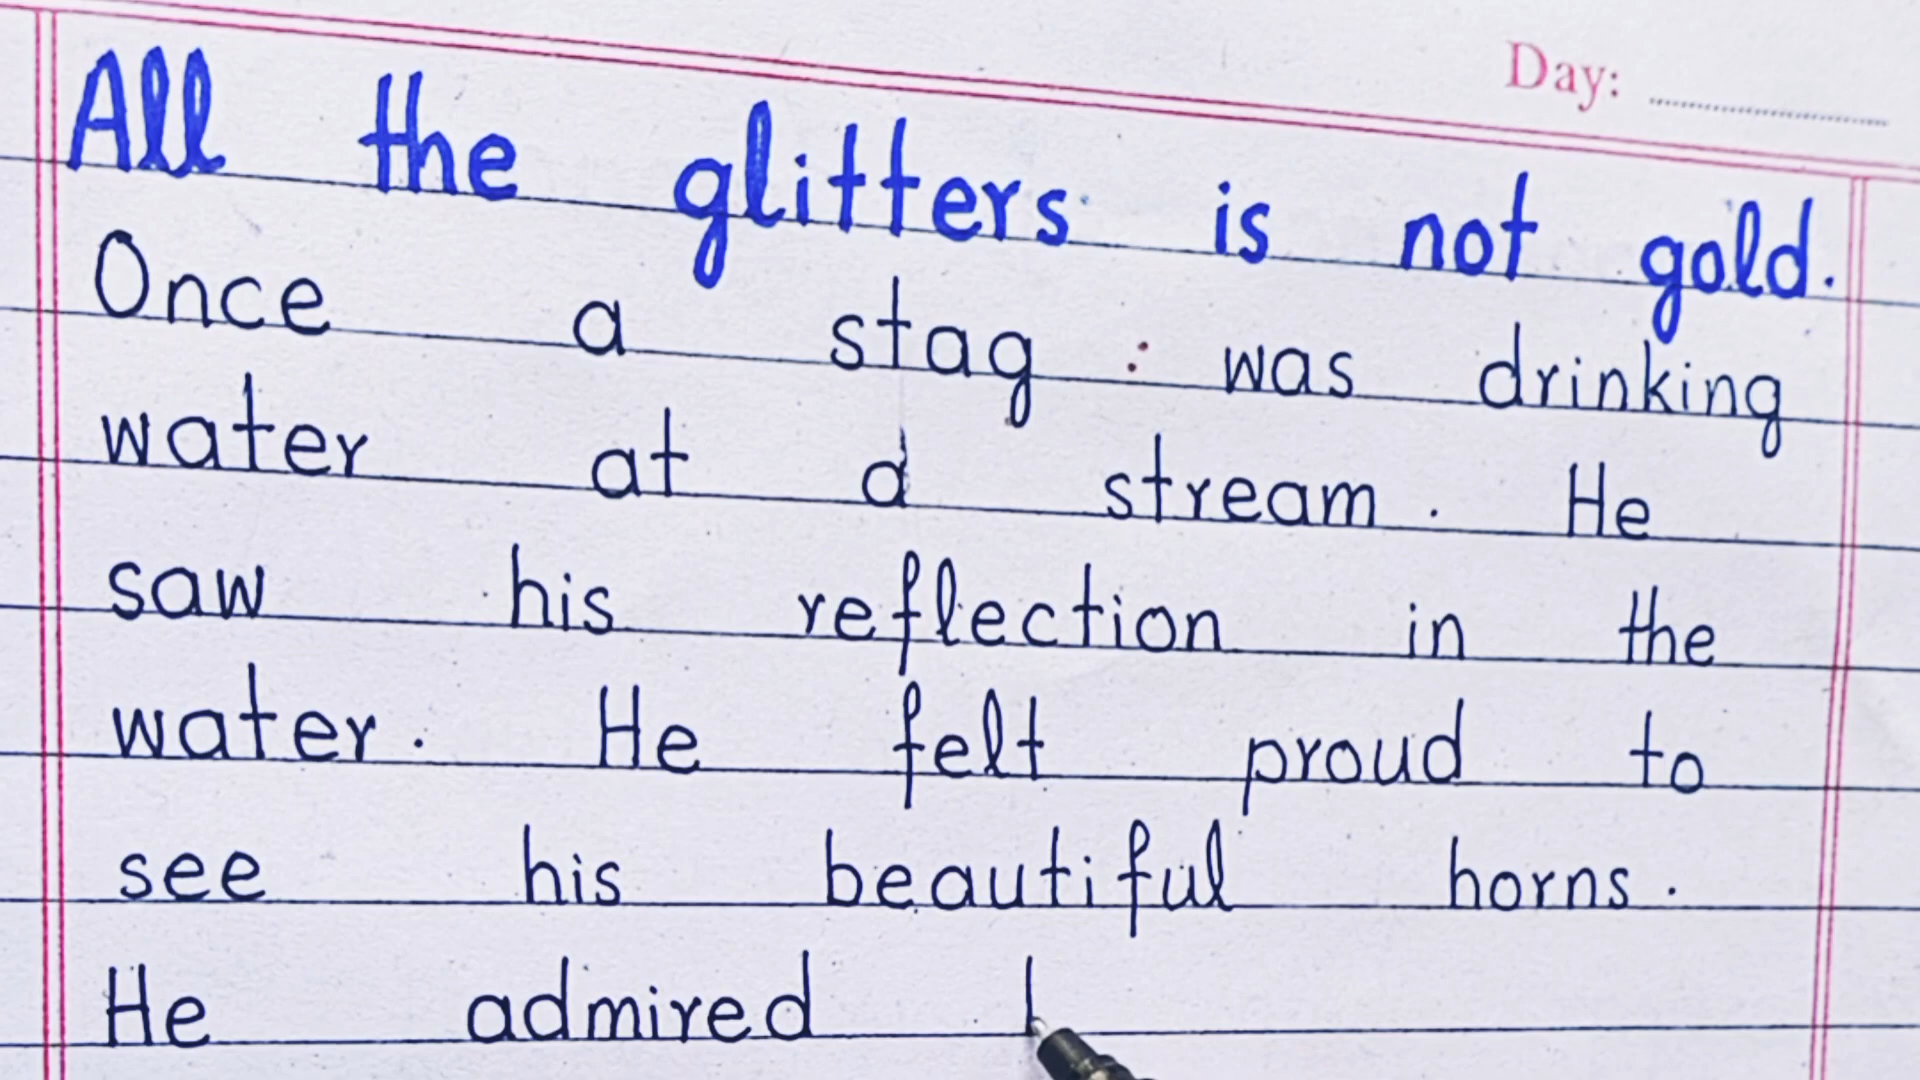 Day:
All the glitters is not gold.
Once a stag was drinking
water at a stream. He
saw his reflection in the
water. He felt proud to
see his beautiful horns.
He admired